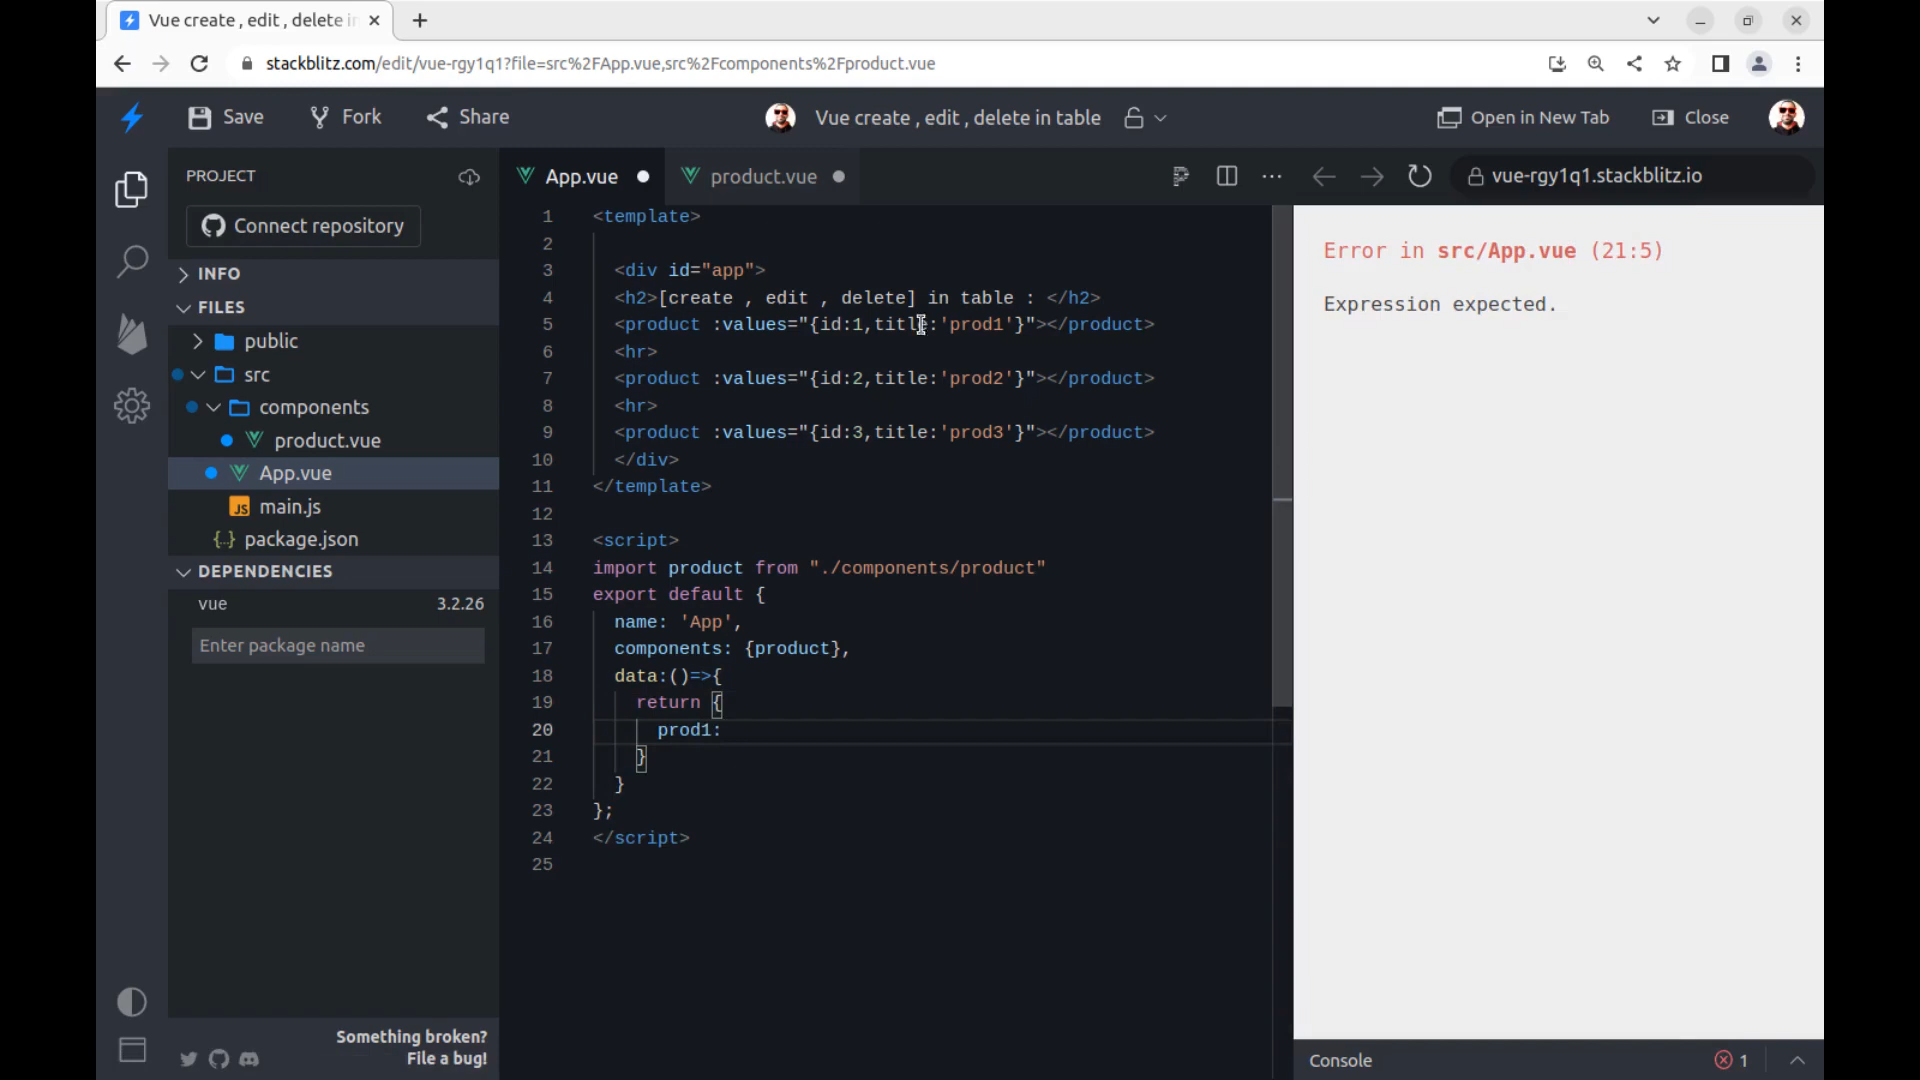 Vue create , edit , delete in
stackblitz.com/edit/vue-rgy1q1?file=src%2FApp.vue,src%2Fcomponents%2Fproduct.vue
Save Fork Share Vue create , edit , delete in table Open in New Tab Close
PROJECT
Connect repository
INFO
FILES
public
src
components
product.vue
App.vue
main.js
package.json
DEPENDENCIES
vue 3.2.26
Enter package name
Something broken?
File a bug!
App.vue product.vue
1 <template>
2
3 <div id="app">
4 <h2>[create , edit , delete] in table : </h2>
5 <product :values="{id:1,title:'prod1'}"></product>
6 <hr>
7 <product :values="{id:2,title:'prod2'}"></product>
8 <hr>
9 <product :values="{id:3,title:'prod3'}"></product>
10 </div>
11 </template>
12
13 <script>
14 import product from "./components/product"
15 export default {
16 name: 'App',
17 components: {product},
18 data:()=>{
19 return {
20 prod1:
21 }
22 }
23 };
24 </script>
25
vue-rgy1q1.stackblitz.io
Error in src/App.vue (21:5)
Expression expected.
Console 1